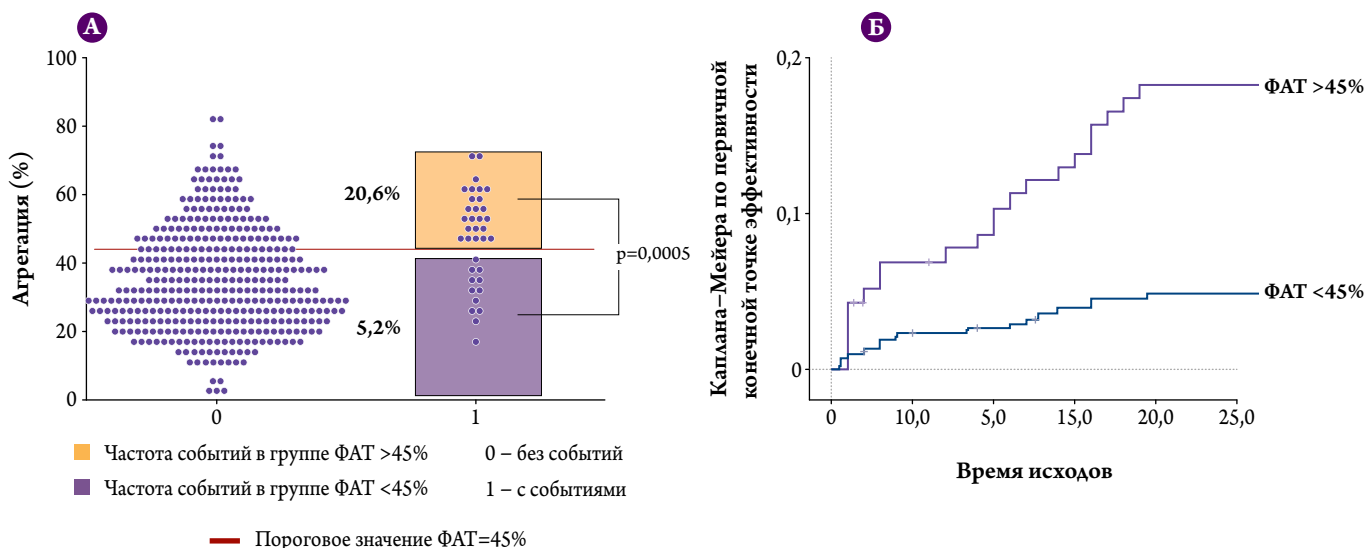 А
Агрегация (%)
100
80
60
40
20
0
20,6%
5,2%
p=0,0005
0
1
Частота событий в группе ФАТ >45%
0 – без событий
Частота событий в группе ФАТ <45%
1 – с событиями
Пороговое значение ФАТ=45%
Б
Каплана–Мейера по первичной
конечной точке эффективности
0,2
0,1
0
ФАТ >45%
ФАТ <45%
0
10,0
5,0
15,0
20,0
25,0
Время исходов